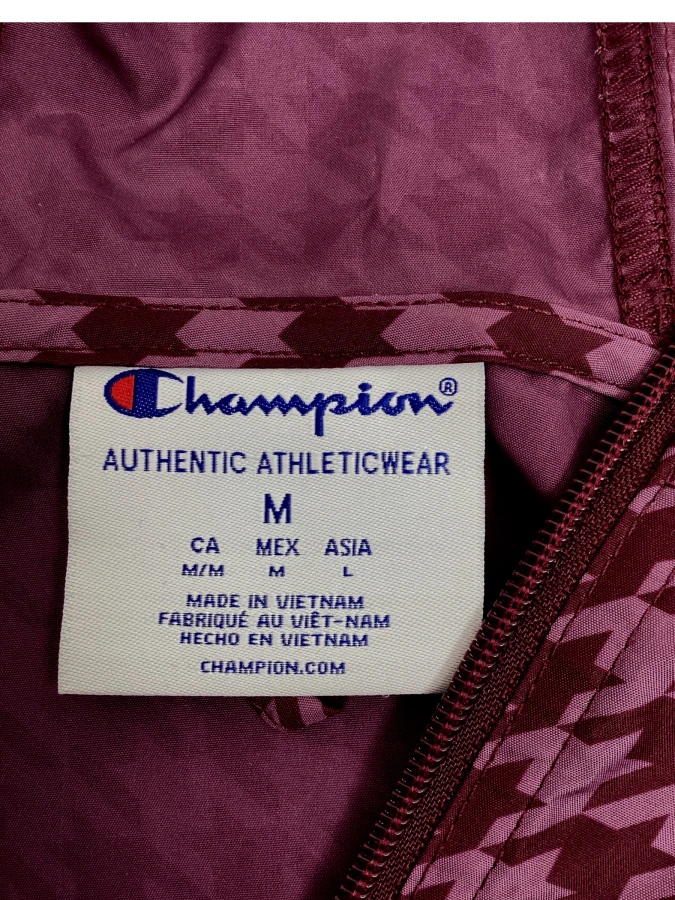 Champion®
AUTHENTIC ATHLETICWEAR
M
CA MEX ASIA
M/M M L
MADE IN VIETNAM
FABRIQUÉ AU VIÊT-NAM
HECHO EN VIETNAM
CHAMPION.COM